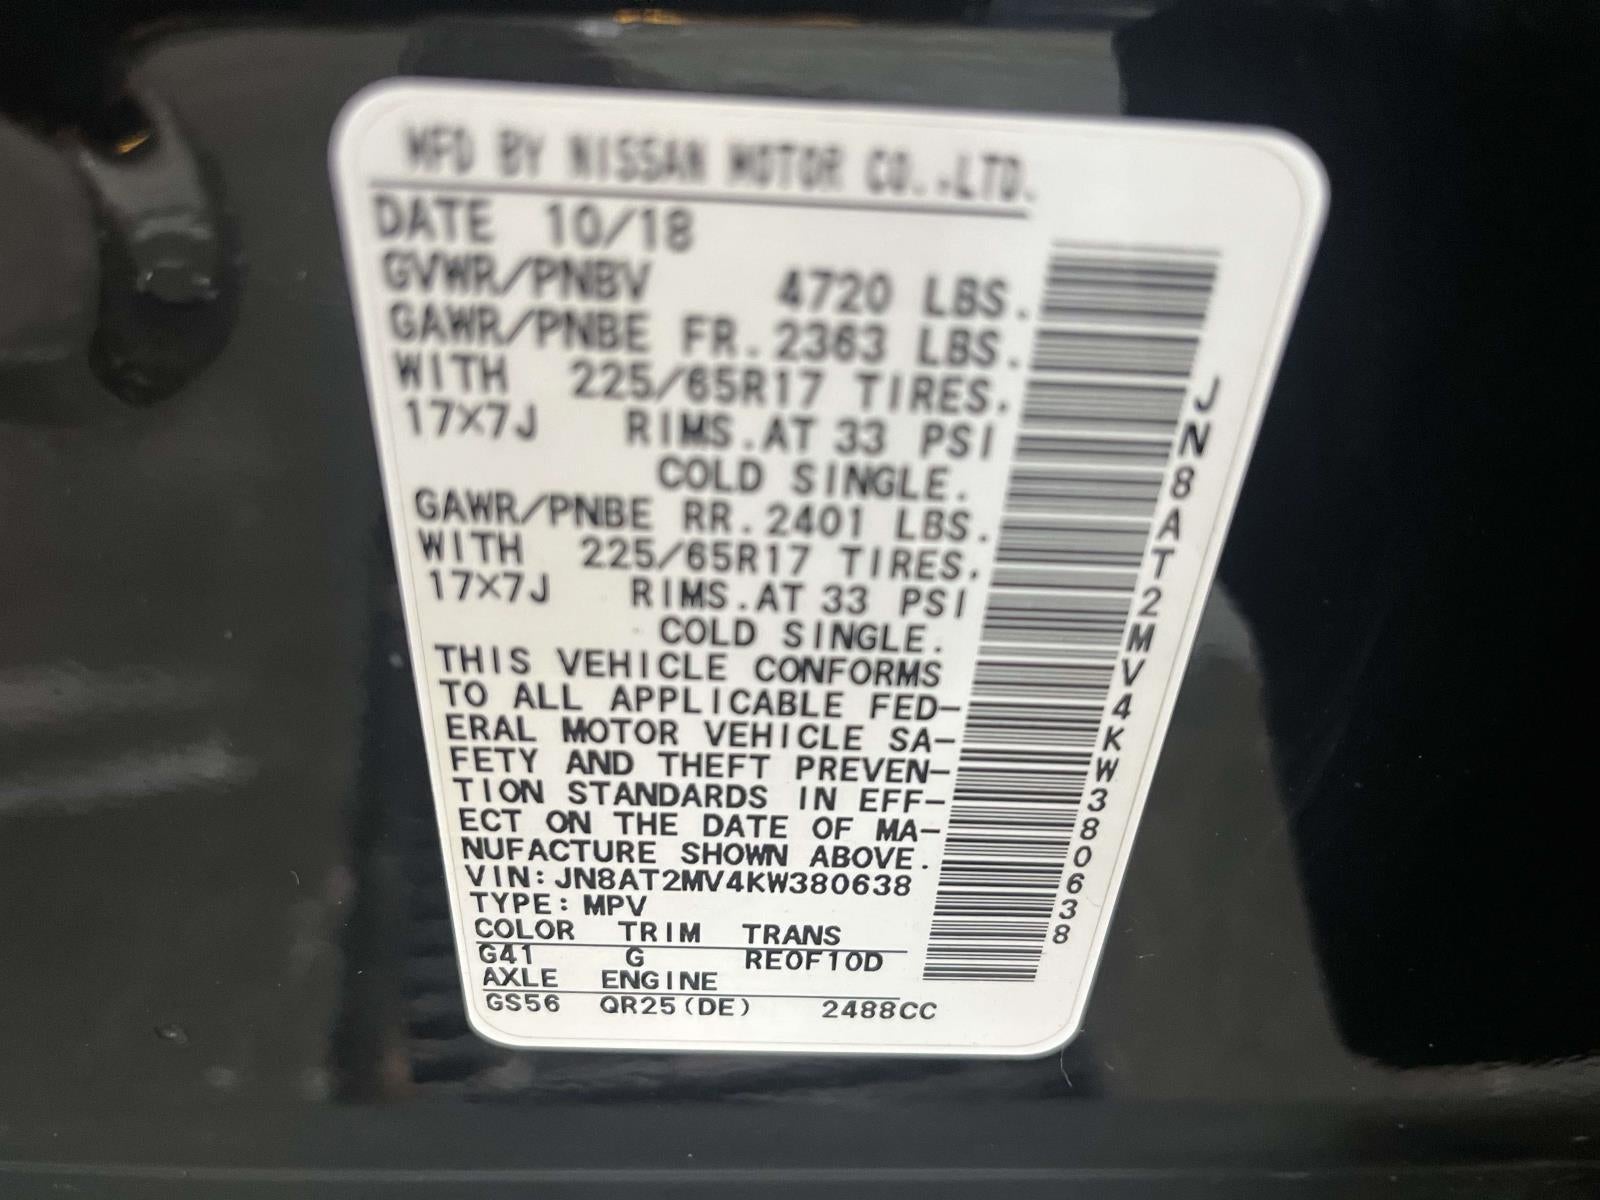 MFD BY NISSAN MOTOR CO.,LTD.
DATE 10/18
GVWR/PNBV 4720 LBS.
GAWR/PNBE FR. 2363 LBS.
WITH 225/65R17 TIRES.
17X7J RIMS.AT 33 PSI
COLD SINGLE.
GAWR/PNBE RR. 2401 LBS.
WITH 225/65R17 TIRES.
17X7J RIMS.AT 33 PSI
COLD SINGLE.
THIS VEHICLE CONFORMS
TO ALL APPLICABLE FED-
ERAL MOTOR VEHICLE SA-
FETY AND THEFT PREVEN-
TION STANDARDS IN EFF-
ECT ON THE DATE OF MA-
NUFACTURE SHOWN ABOVE.
VIN:JN8AT2MV4KW380638
TYPE:MPV
COLOR TRIM TRANS
G41 G RE0F10D
AXLE ENGINE
GS56 QR25(DE) 2488CC
JN8AT2MV4KW380638